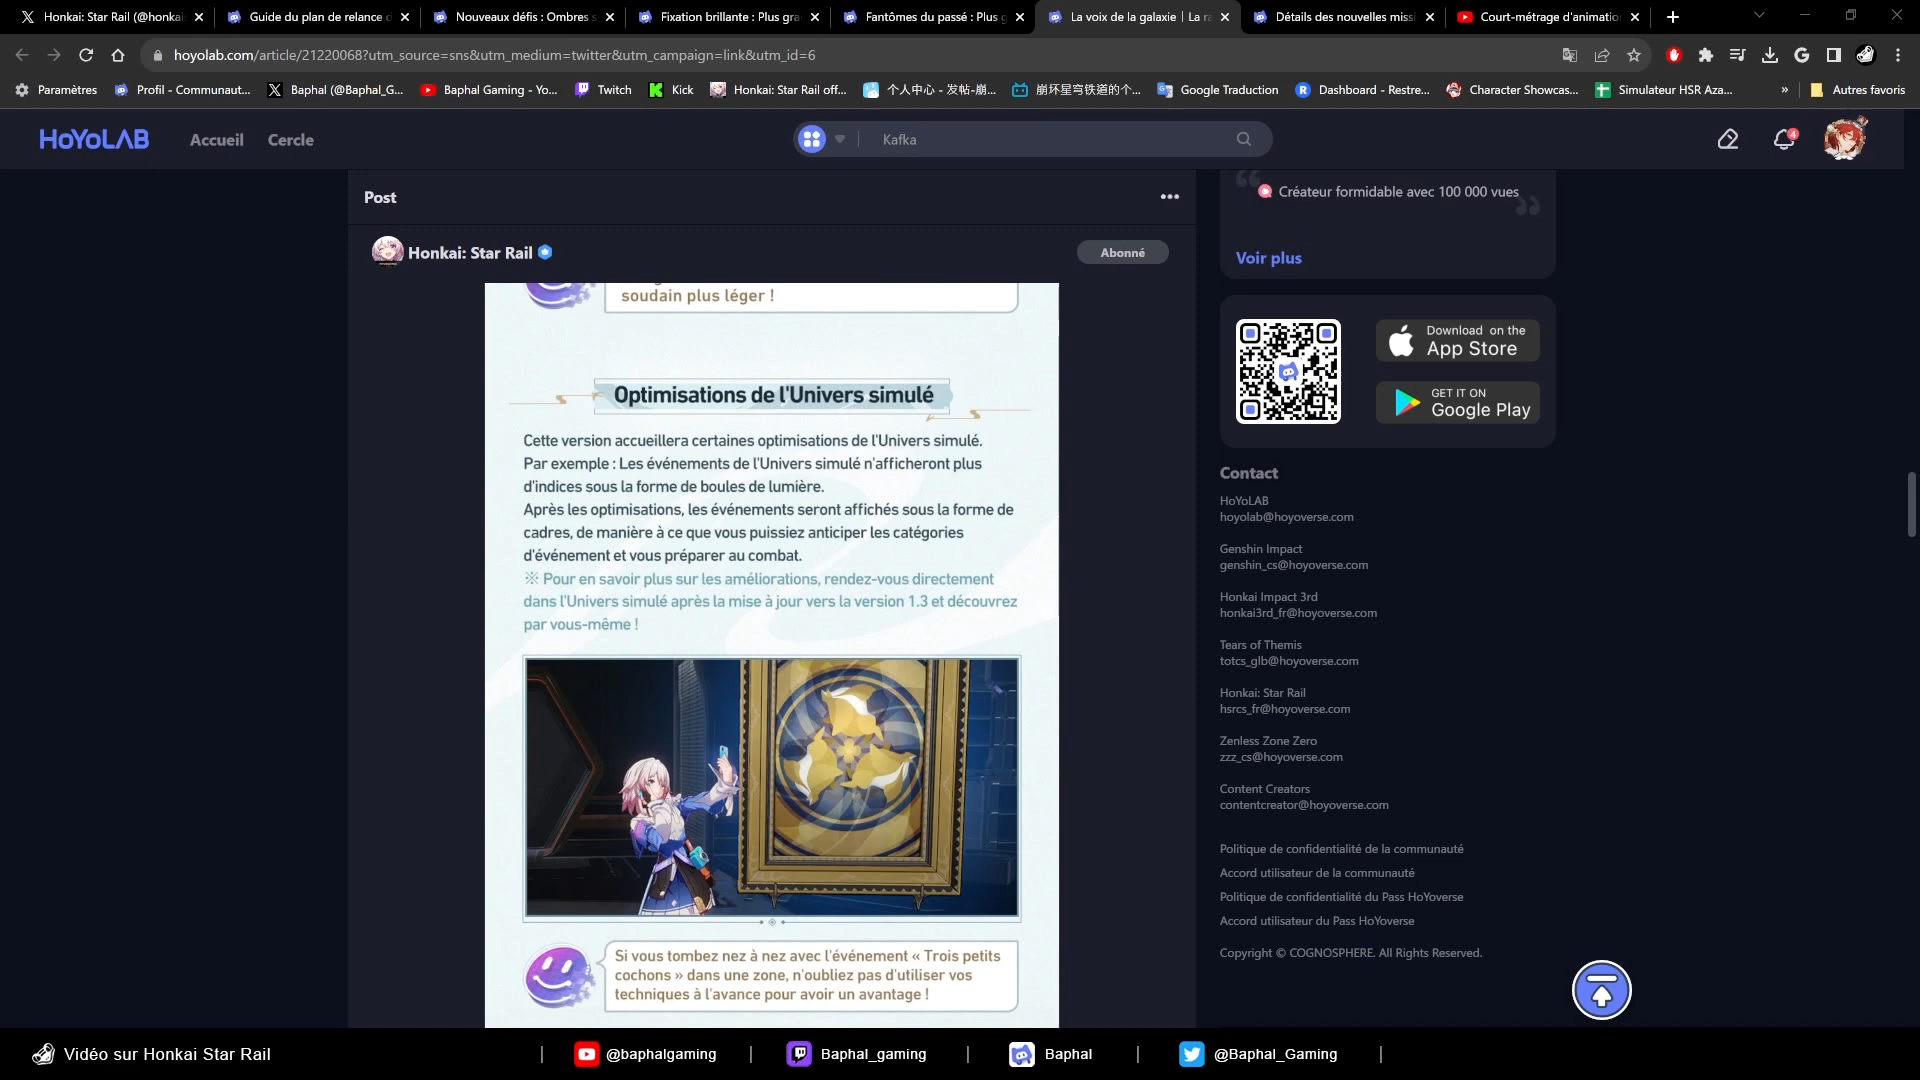 Honkai: Star Rail (@honkai
Guide du plan de relance d
Nouveaux défis : Ombres s
Fixation brillante : Plus gra
Fantômes du passé : Plus g
La voix de la galaxie | La ra
Détails des nouvelles missi
Court-métrage d'animation
hoyolab.com/article/21220068?utm_source=sns&utm_medium=twitter&utm_campaign=link&utm_id=6
Paramètres
Profil - Communaut...
Baphal (@Baphal_G...
Baphal Gaming - Yo...
Twitch
Kick
Honkai: Star Rail off...
个人中心 - 发帖-崩...
崩坏星穹铁道的个...
Google Traduction
Dashboard - Restre...
Character Showcas...
Simulateur HSR Aza...
»
Autres favoris
HoYoLAB
Accueil
Cercle
Kafka
4
Post
Honkai: Star Rail
Abonné
soudain plus léger !
Optimisations de l'Univers simulé
Cette version accueillera certaines optimisations de l'Univers simulé.
Par exemple : Les événements de l'Univers simulé n'afficheront plus
d'indices sous la forme de boules de lumière.
Après les optimisations, les événements seront affichés sous la forme de
cadres, de manière à ce que vous puissiez anticiper les catégories
d'événement et vous préparer au combat.
※ Pour en savoir plus sur les améliorations, rendez-vous directement
dans l'Univers simulé après la mise à jour vers la version 1.3 et découvrez
par vous-même !
Si vous tombez nez à nez avec l'événement « Trois petits
cochons » dans une zone, n'oubliez pas d'utiliser vos
techniques à l'avance pour avoir un avantage !
Créateur formidable avec 100 000 vues
Voir plus
Download on the
App Store
GET IT ON
Google Play
Contact
HoYoLAB
hoyolab@hoyoverse.com
Genshin Impact
genshin_cs@hoyoverse.com
Honkai Impact 3rd
honkai3rd_fr@hoyoverse.com
Tears of Themis
totcs_glb@hoyoverse.com
Honkai: Star Rail
hsrcs_fr@hoyoverse.com
Zenless Zone Zero
zzz_cs@hoyoverse.com
Content Creators
contentcreator@hoyoverse.com
Politique de confidentialité de la communauté
Accord utilisateur de la communauté
Politique de confidentialité du Pass HoYoverse
Accord utilisateur du Pass HoYoverse
Copyright © COGNOSPHERE. All Rights Reserved.
Vidéo sur Honkai Star Rail
| @baphalgaming | Baphal_gaming | Baphal | @Baphal_Gaming |